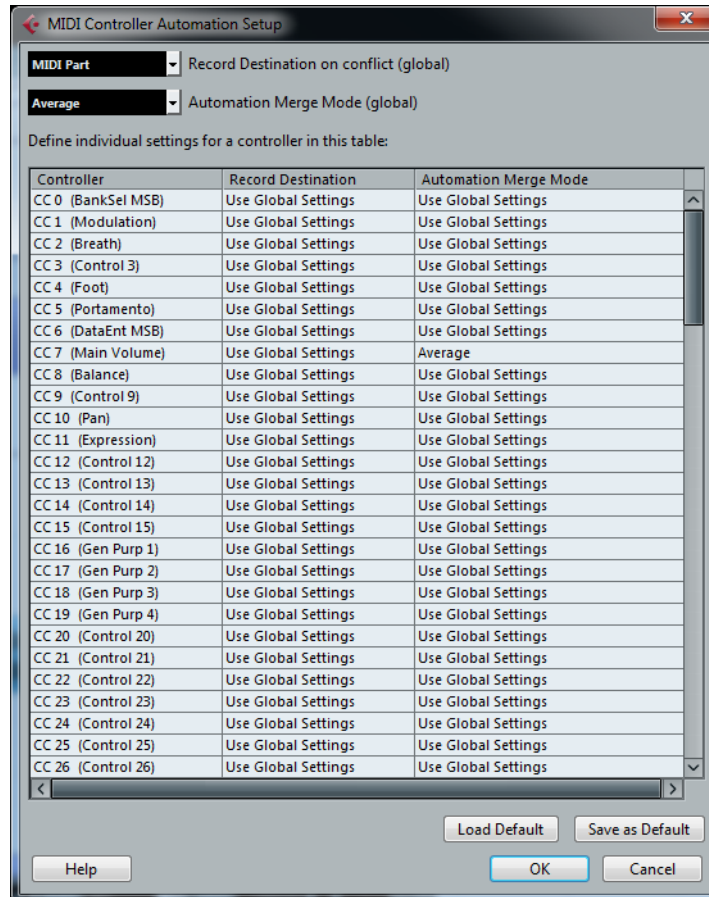 MIDI Controller Automation Setup
MIDI Part Record Destination on conflict (global)
Average Automation Merge Mode (global)
Define individual settings for a controller in this table:
Controller Record Destination Automation Merge Mode
CC 0 (BankSel MSB) Use Global Settings Use Global Settings
CC 1 (Modulation) Use Global Settings Use Global Settings
CC 2 (Breath) Use Global Settings Use Global Settings
CC 3 (Control 3) Use Global Settings Use Global Settings
CC 4 (Foot) Use Global Settings Use Global Settings
CC 5 (Portamento) Use Global Settings Use Global Settings
CC 6 (DataEnt MSB) Use Global Settings Use Global Settings
CC 7 (Main Volume) Use Global Settings Average
CC 8 (Balance) Use Global Settings Use Global Settings
CC 9 (Control 9) Use Global Settings Use Global Settings
CC 10 (Pan) Use Global Settings Use Global Settings
CC 11 (Expression) Use Global Settings Use Global Settings
CC 12 (Control 12) Use Global Settings Use Global Settings
CC 13 (Control 13) Use Global Settings Use Global Settings
CC 14 (Control 14) Use Global Settings Use Global Settings
CC 15 (Control 15) Use Global Settings Use Global Settings
CC 16 (Gen Purp 1) Use Global Settings Use Global Settings
CC 17 (Gen Purp 2) Use Global Settings Use Global Settings
CC 18 (Gen Purp 3) Use Global Settings Use Global Settings
CC 19 (Gen Purp 4) Use Global Settings Use Global Settings
CC 20 (Control 20) Use Global Settings Use Global Settings
CC 21 (Control 21) Use Global Settings Use Global Settings
CC 22 (Control 22) Use Global Settings Use Global Settings
CC 23 (Control 23) Use Global Settings Use Global Settings
CC 24 (Control 24) Use Global Settings Use Global Settings
CC 25 (Control 25) Use Global Settings Use Global Settings
CC 26 (Control 26) Use Global Settings Use Global Settings
Load Default Save as Default
Help OK Cancel